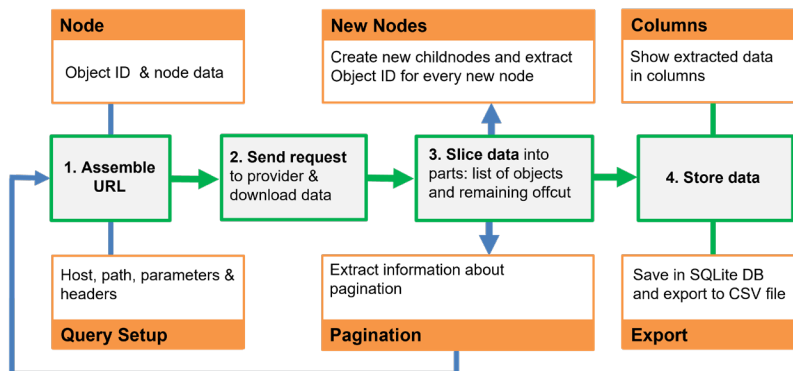 Node
Object ID & node data
New Nodes
Create new childnodes and extract
Object ID for every new node
Columns
Show extracted data
in columns
1. Assemble
URL
2. Send request
to provider &
download data
3. Slice data into
parts: list of objects
and remaining offcut
4. Store data
Host, path, parameters &
headers
Query Setup
Extract information about
pagination
Pagination
Save in SQLite DB
and export to CSV file
Export